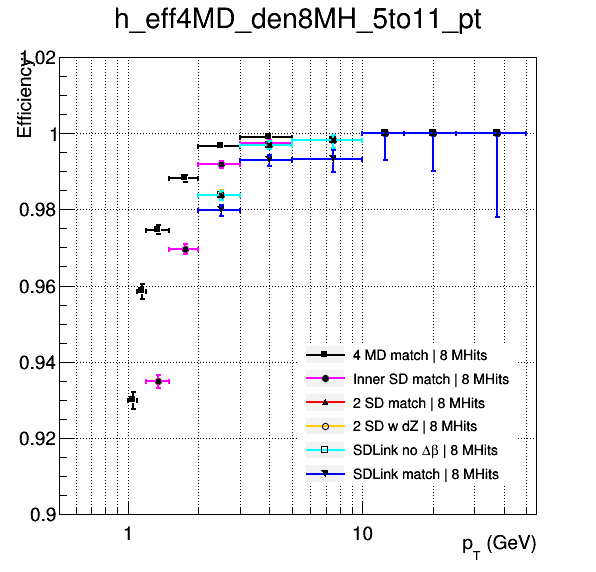 h_eff4MD_den8MH_5to11_pt
Efficiency
1.02
1
0.98
0.96
0.94
0.92
0.9
4 MD match | 8 MHits
Inner SD match | 8 MHits
2 SD match | 8 MHits
2 SD w dZ | 8 MHits
SDLink no Δβ | 8 MHits
SDLink match | 8 MHits
1
10
p_T (GeV)